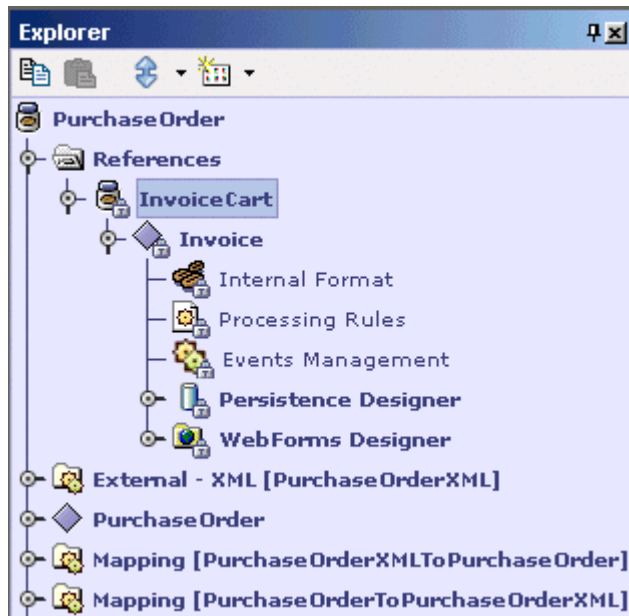 Explorer
PurchaseOrder
References
InvoiceCart
Invoice
Internal Format
Processing Rules
Events Management
Persistence Designer
WebForms Designer
External - XML [PurchaseOrderXML]
PurchaseOrder
Mapping [PurchaseOrderXMLToPurchaseOrder]
Mapping [PurchaseOrderToPurchaseOrderXML]